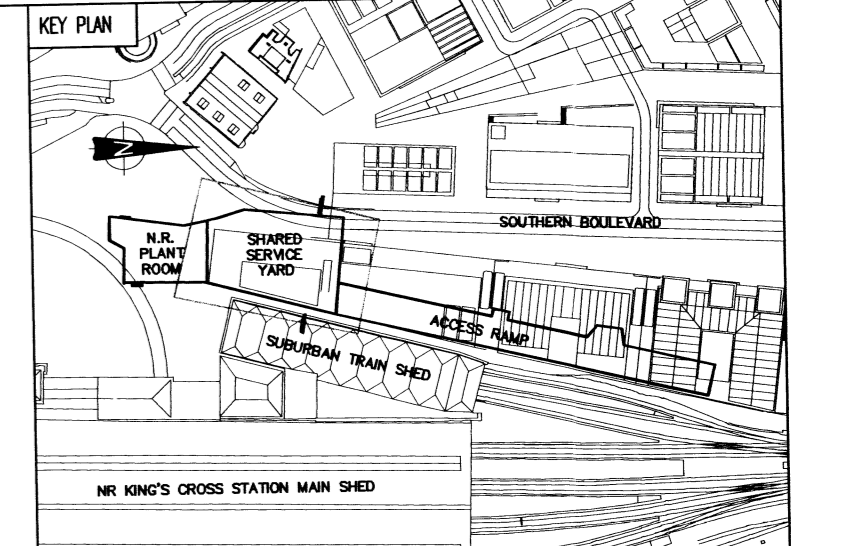 KEY PLAN
N
SOUTHERN BOULEVARD
N.R.
PLANT
ROOM
SHARED
SERVICE
YARD
ACCESS RAMP
SUBURBAN TRAIN SHED
NR KING'S CROSS STATION MAIN SHED